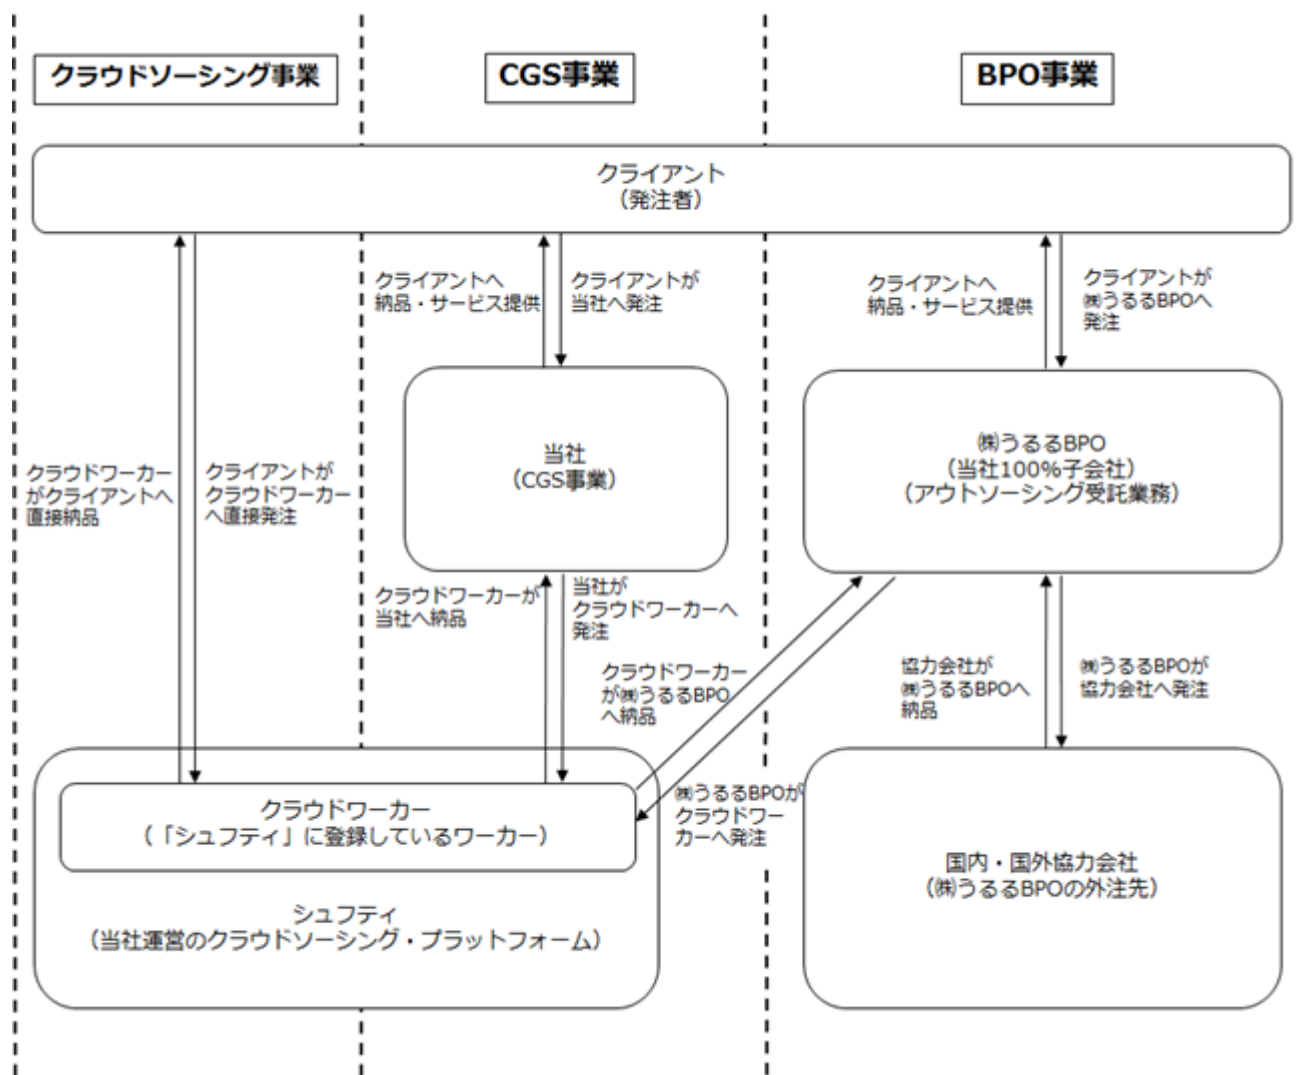 クラウドソーシング事業
CGS事業
BPO事業
クライアント
（発注者）
クライアントへ
納品・サービス提供
クライアントが
当社へ発注
クライアントへ
納品・サービス提供
クライアントが
㈱うるるBPOへ
発注
当社
（CGS事業）
㈱うるるBPO
（当社100％子会社）
（アウトソーシング受託業務）
クラウドワーカー
がクライアントへ
直接納品
クライアントが
クラウドワーカー
へ直接発注
クラウドワーカーが
当社へ納品
当社が
クラウドワーカーへ
発注
クラウドワーカー
が㈱うるるBPO
へ納品
協力会社が
㈱うるるBPOへ
納品
㈱うるるBPOが
協力会社へ発注
㈱うるるBPOが
クラウドワー
カーへ発注
クラウドワーカー
（「シュフティ」に登録しているワーカー）
シュフティ
（当社運営のクラウドソーシング・プラットフォーム）
国内・国外協力会社
（㈱うるるBPOの外注先）